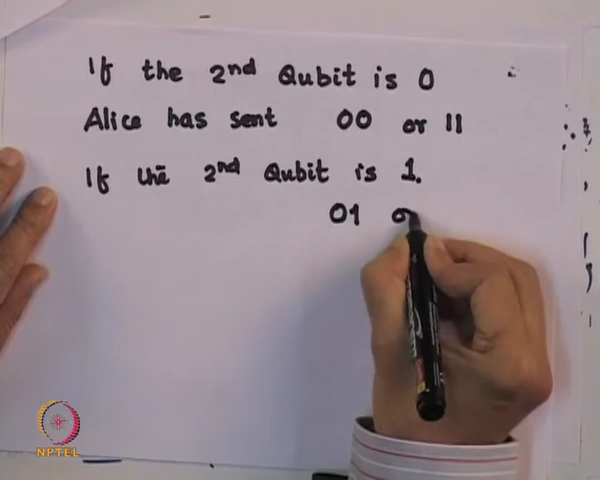 If the 2nd Qubit is 0
Alice has sent 00 or 11
If the 2nd Qubit is 1.
01 o
NPTEL